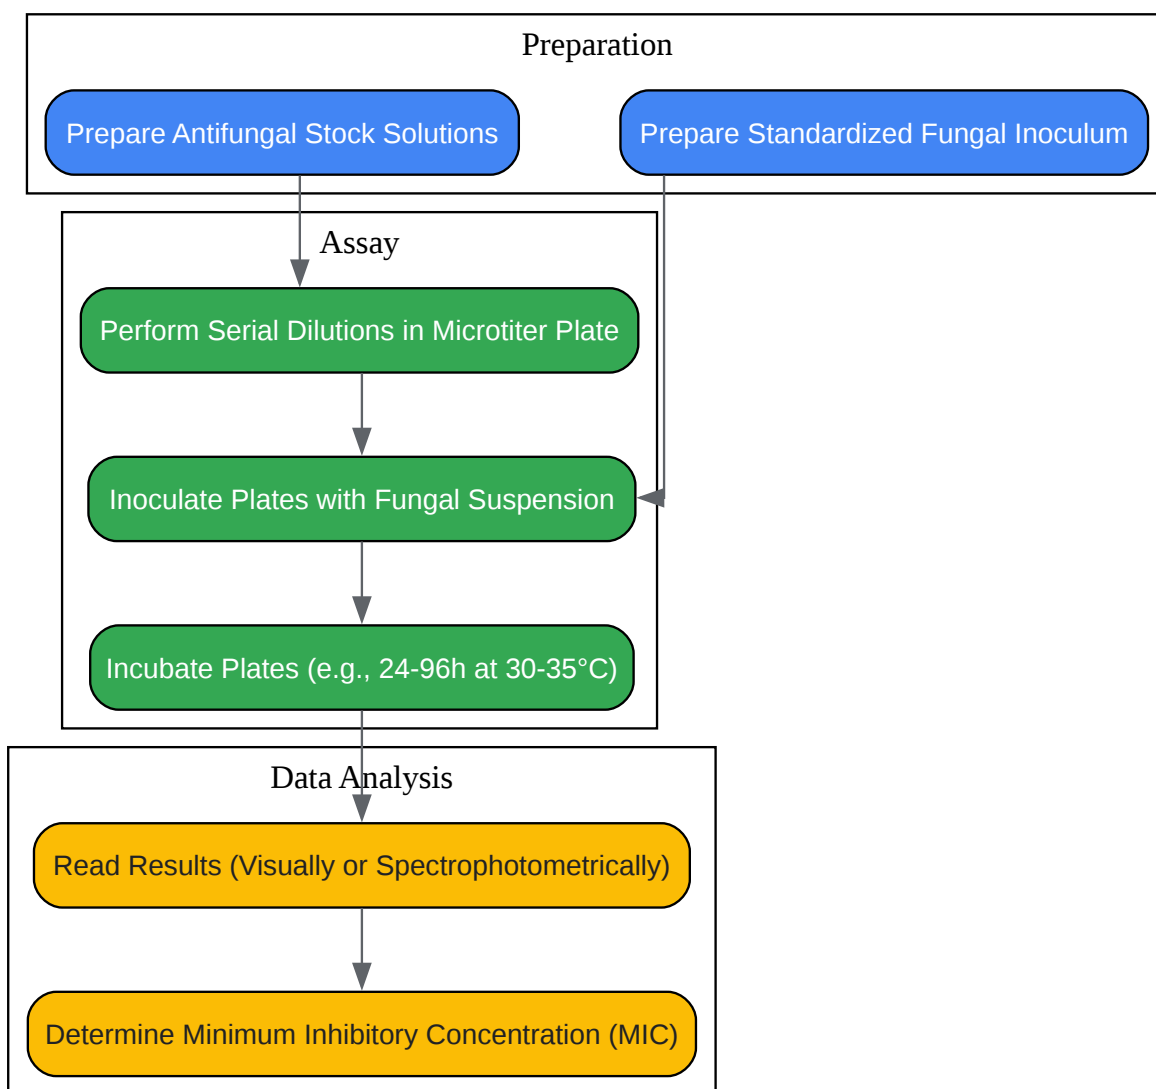 Preparation
Prepare Antifungal Stock Solutions
Prepare Standardized Fungal Inoculum
Assay
Perform Serial Dilutions in Microtiter Plate
Inoculate Plates with Fungal Suspension
Incubate Plates (e.g., 24-96h at 30-35°C)
Data Analysis
Read Results (Visually or Spectrophotometrically)
Determine Minimum Inhibitory Concentration (MIC)